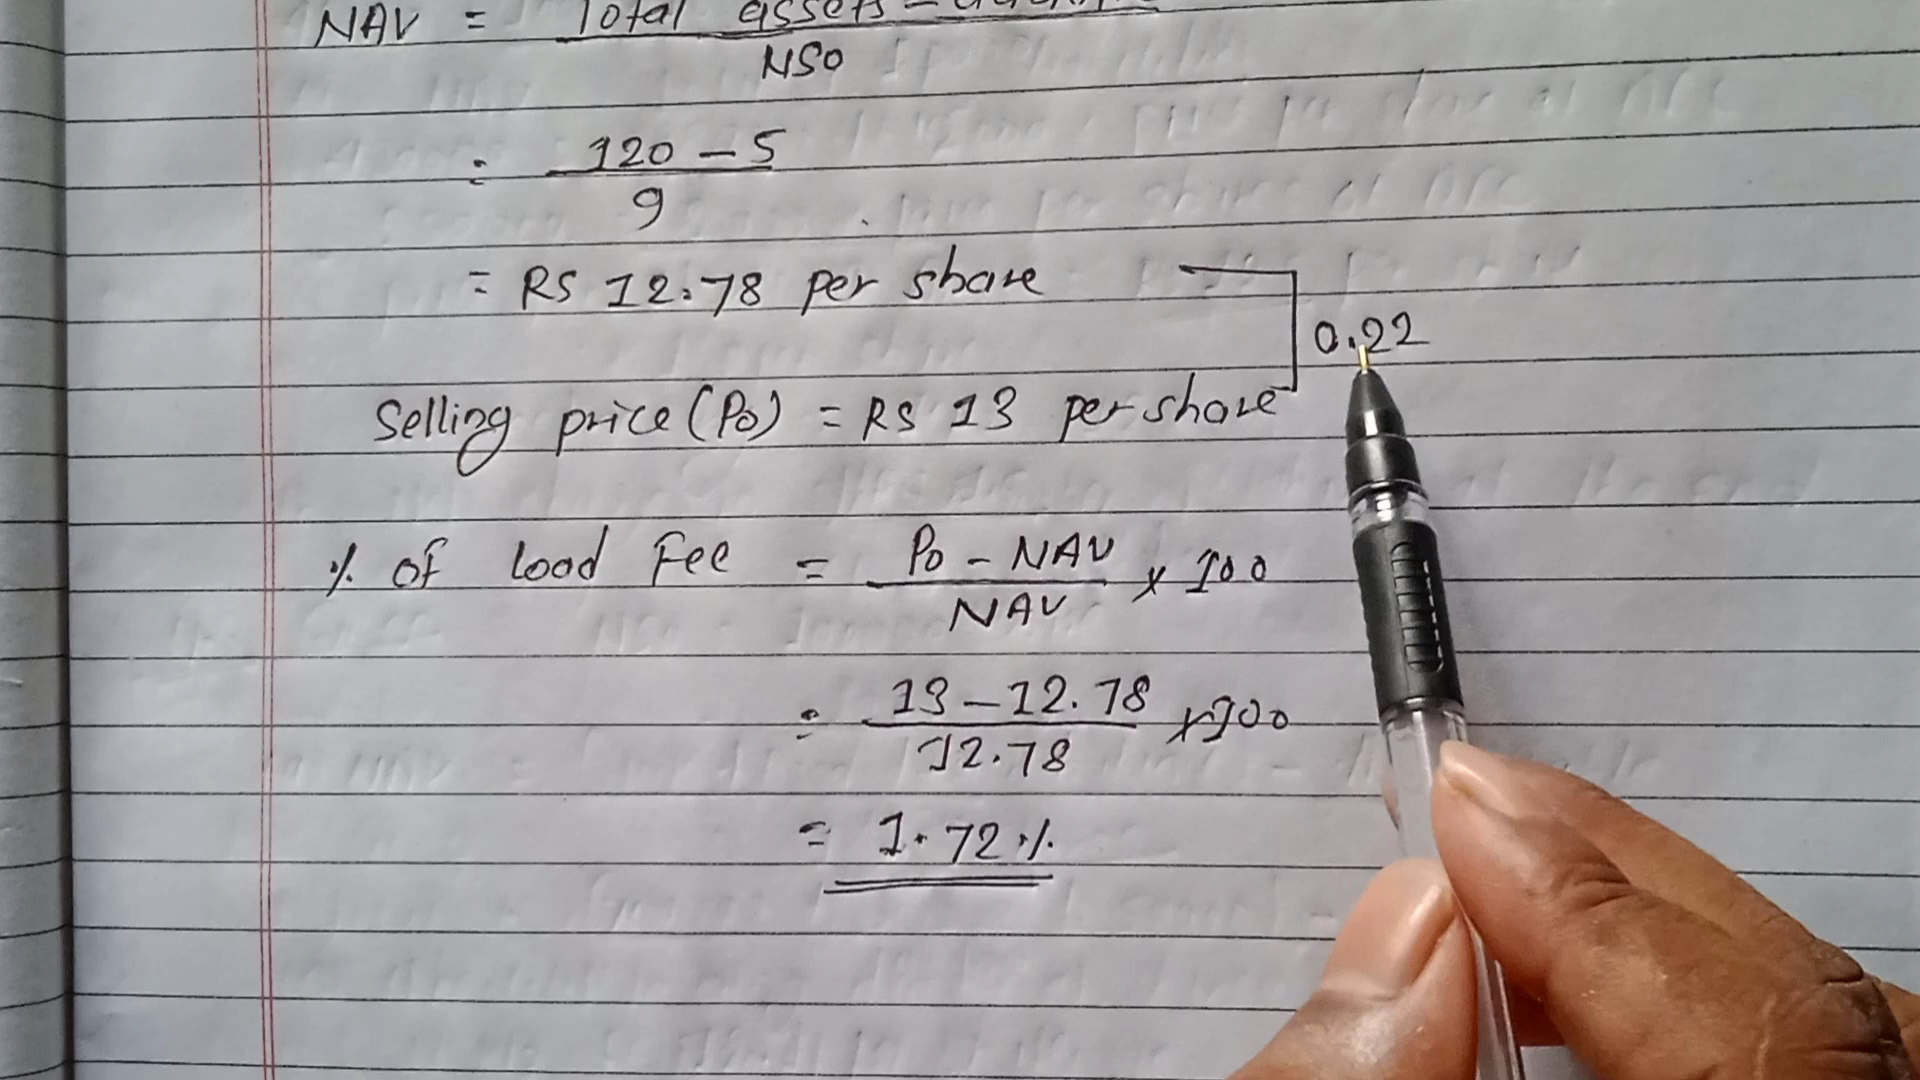 NAV = Total assets -
NSO
= 120 - 5
9
= RS 12.78 per share
0.22
Selling price (Po) = RS 13 per share
% of load Fee = Po - NAV × 100
NAV
= 13 - 12.78 × 100
12.78
= 1.72 %